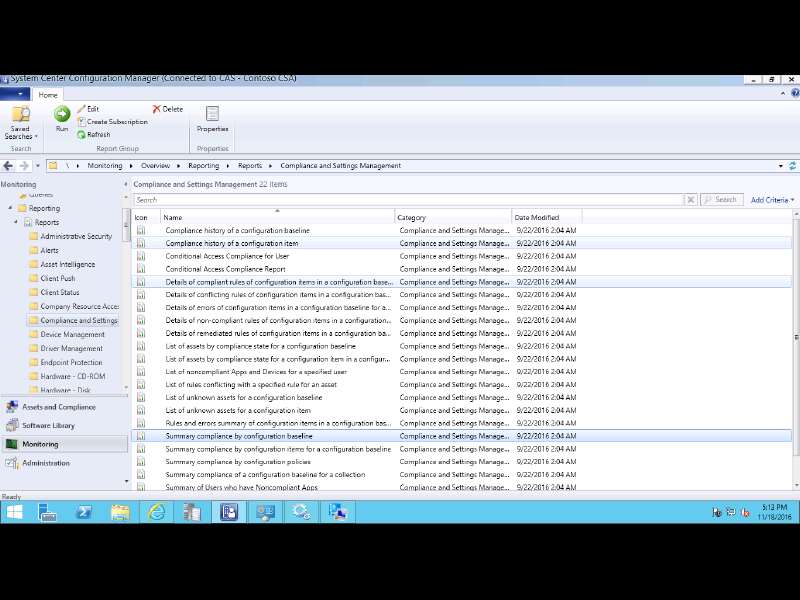 System Center Configuration Manager (Connected to CAS - Contoso CSA)
Home
Saved Searches
Run
Edit
Create Subscription
Refresh
Delete
Properties
Search
Report Group
Properties
\ Monitoring Overview Reporting Reports Compliance and Settings Management
Monitoring
Queries
Reporting
Reports
Administrative Security
Alerts
Asset Intelligence
Client Push
Client Status
Company Resource Acces
Compliance and Settings
Device Management
Driver Management
Endpoint Protection
Hardware - CD-ROM
Hardware - Disk
Assets and Compliance
Software Library
Monitoring
Administration
Compliance and Settings Management 22 items
Search Search Add Criteria
Icon Name Category Date Modified
Compliance history of a configuration baseline Compliance and Settings Manage... 9/22/2016 2:04 AM
Compliance history of a configuration item Compliance and Settings Manage... 9/22/2016 2:04 AM
Conditional Access Compliance for User Compliance and Settings Manage... 9/22/2016 2:04 AM
Conditional Access Compliance Report Compliance and Settings Manage... 9/22/2016 2:04 AM
Details of compliant rules of configuration items in a configuration base... Compliance and Settings Manage... 9/22/2016 2:04 AM
Details of conflicting rules of configuration items in a configuration bas... Compliance and Settings Manage... 9/22/2016 2:04 AM
Details of errors of configuration items in a configuration baseline for a... Compliance and Settings Manage... 9/22/2016 2:04 AM
Details of non-compliant rules of configuration items in a configuration... Compliance and Settings Manage... 9/22/2016 2:04 AM
Details of remediated rules of configuration items in a configuration ba... Compliance and Settings Manage... 9/22/2016 2:04 AM
List of assets by compliance state for a configuration baseline Compliance and Settings Manage... 9/22/2016 2:04 AM
List of assets by compliance state for a configuration item in a configur... Compliance and Settings Manage... 9/22/2016 2:04 AM
List of noncompliant Apps and Devices for a specified user Compliance and Settings Manage... 9/22/2016 2:04 AM
List of rules conflicting with a specified rule for an asset Compliance and Settings Manage... 9/22/2016 2:04 AM
List of unknown assets for a configuration baseline Compliance and Settings Manage... 9/22/2016 2:04 AM
List of unknown assets for a configuration item Compliance and Settings Manage... 9/22/2016 2:04 AM
Rules and errors summary of configuration items in a configuration bas... Compliance and Settings Manage... 9/22/2016 2:04 AM
Summary compliance by configuration baseline Compliance and Settings Manage... 9/22/2016 2:04 AM
Summary compliance by configuration items for a configuration baseline Compliance and Settings Manage... 9/22/2016 2:04 AM
Summary compliance by configuration policies Compliance and Settings Manage... 9/22/2016 2:04 AM
Summary compliance of a configuration baseline for a collection Compliance and Settings Manage... 9/22/2016 2:04 AM
Summary of Users who have Noncompliant Apps Compliance and Settings Manage... 9/22/2016 2:04 AM
Ready
5:13 PM
11/18/2016